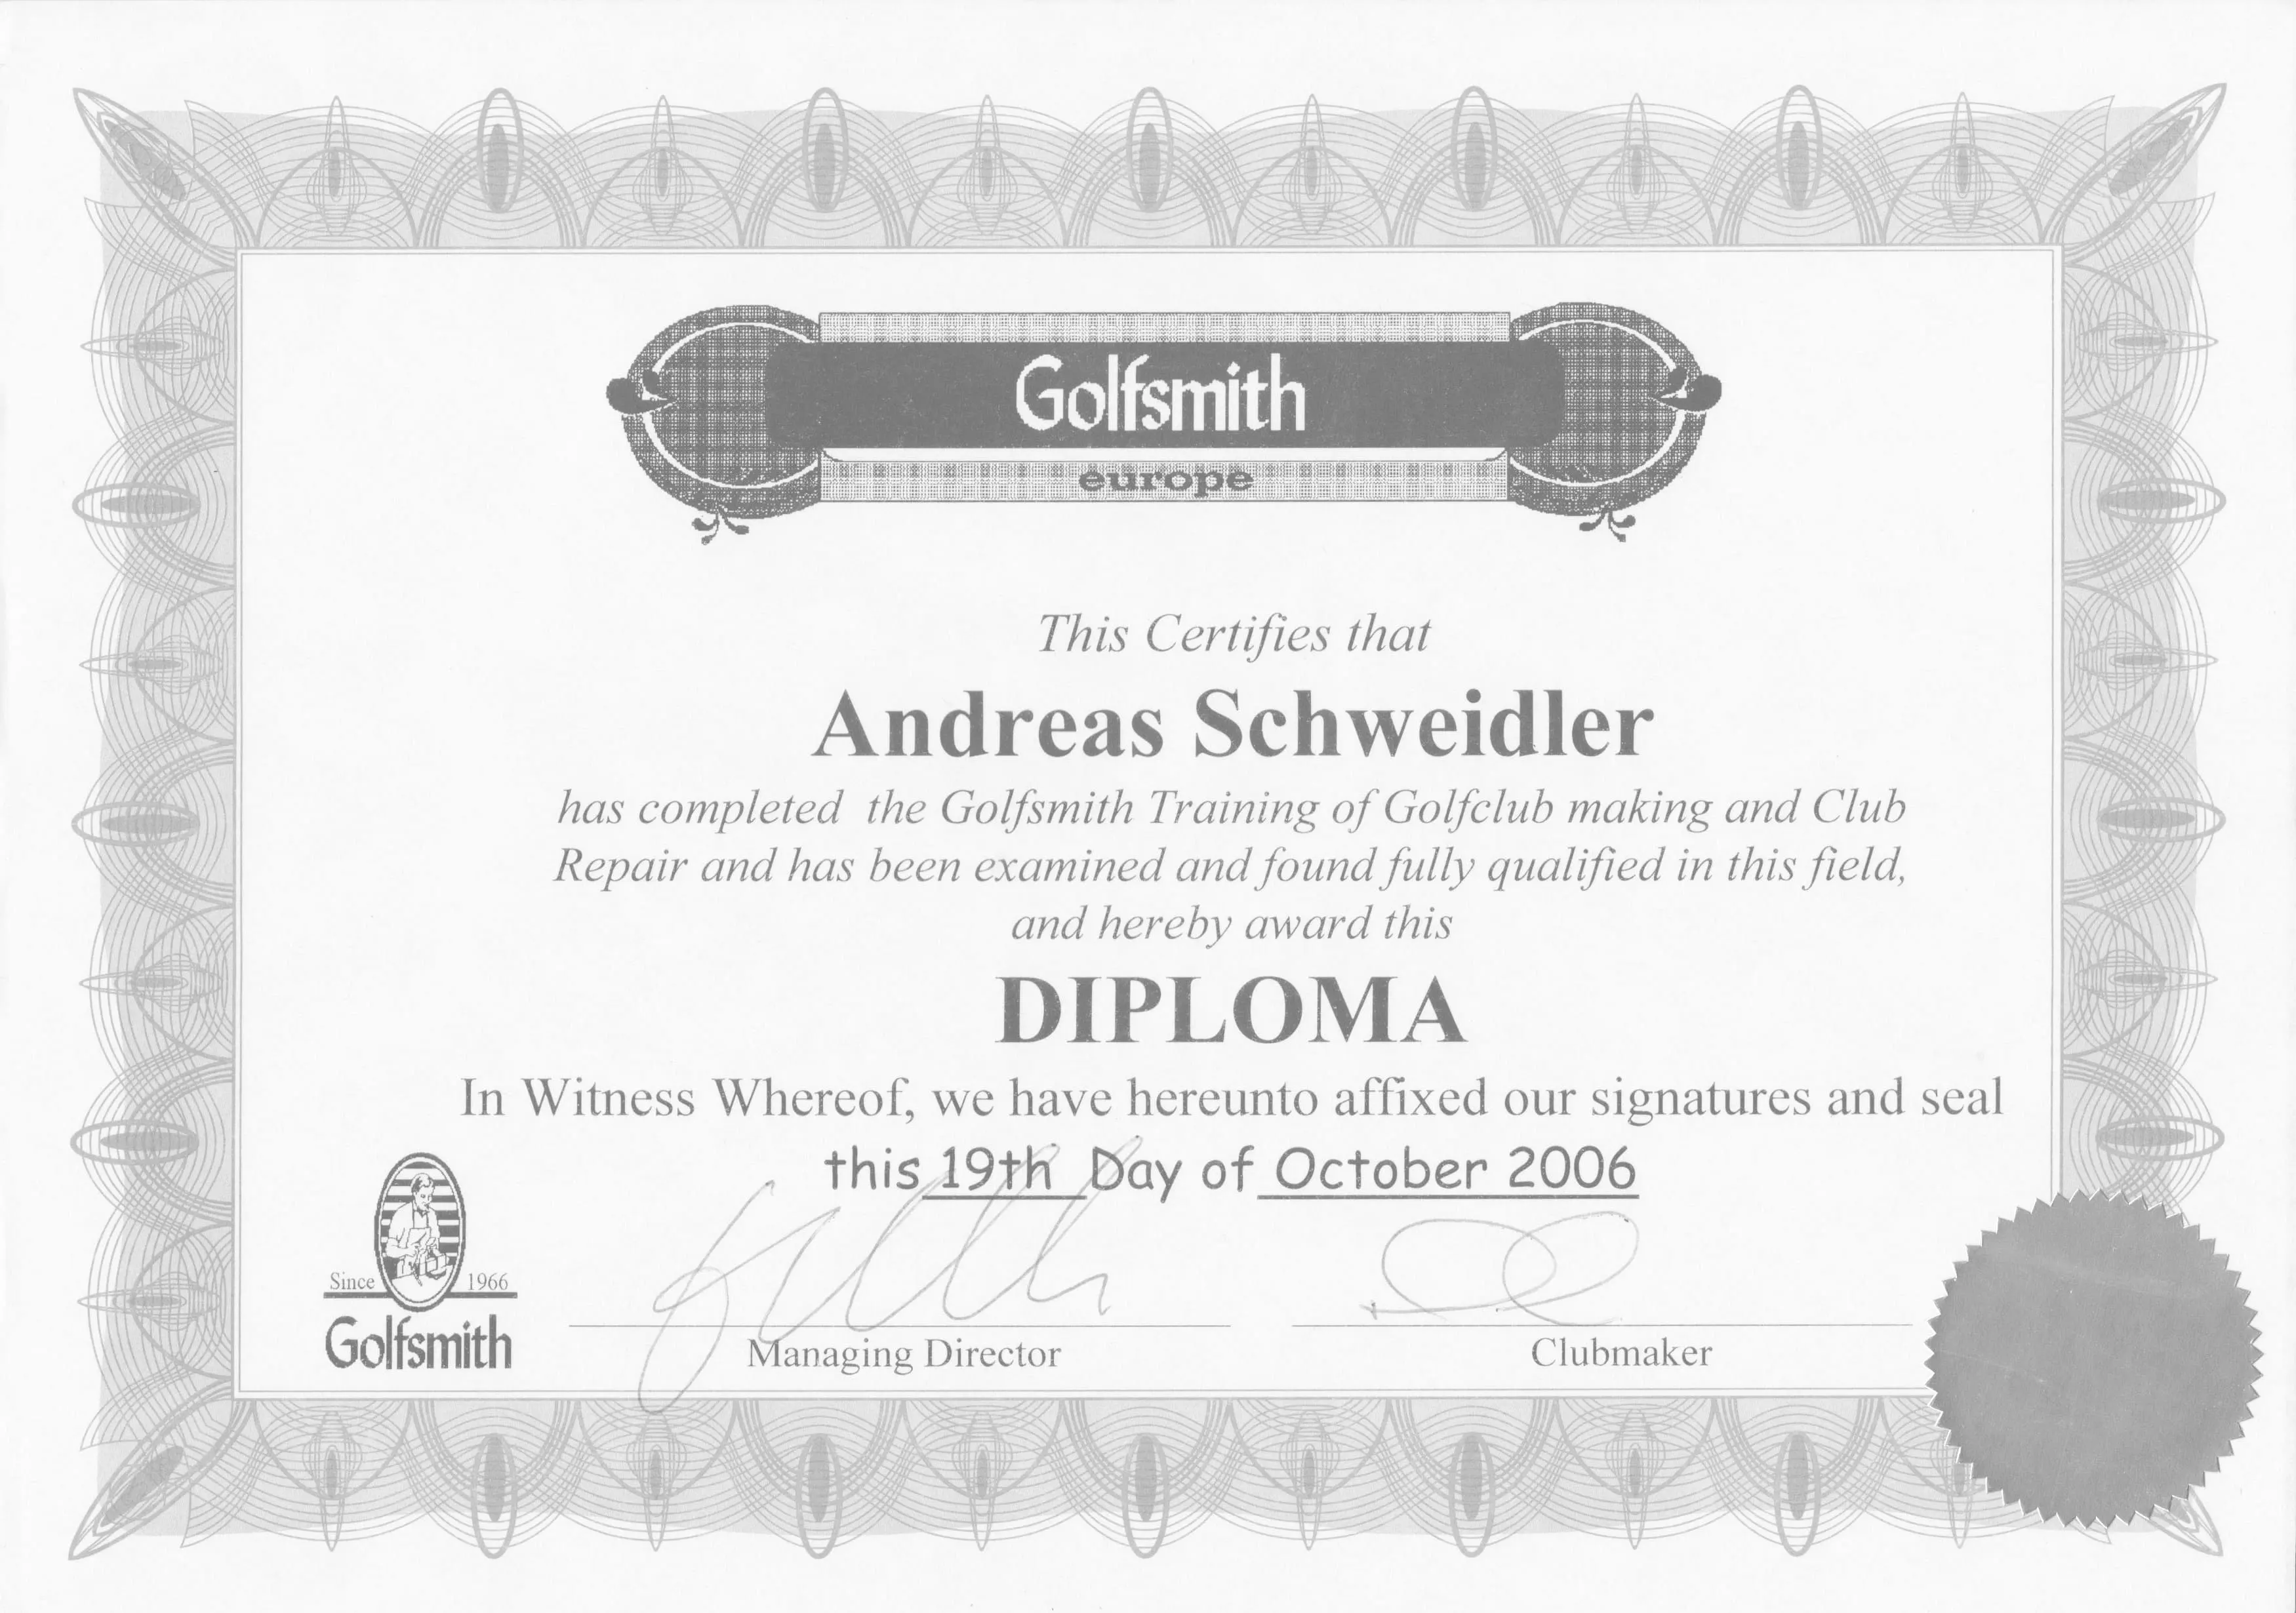 Golfsmith
europe
This Certifies that
Andreas Schweidler
has completed the Golfsmith Training of Golfclub making and Club
Repair and has been examined and found fully qualified in this field,
and hereby award this
DIPLOMA
In Witness Whereof, we have hereunto affixed our signatures and seal
this 19th Day of October 2006
Since 1966
Golfsmith
Managing Director
Clubmaker